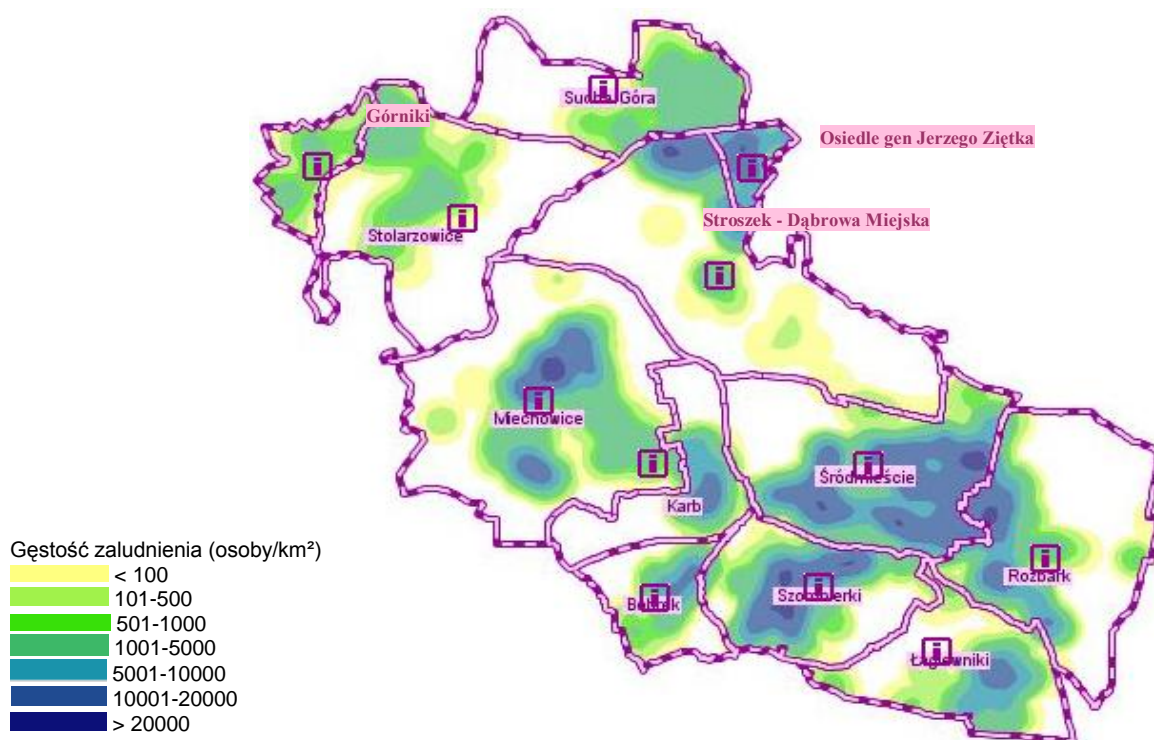 Sucha Góra
Górniki
Osiedle gen Jerzego Ziętka
Stroszek - Dąbrowa Miejska
Stolarzowice
Miechowice
Śródmieście
Karb
Rozbark
Bobrek
Szombierki
Łagiewniki
Gęstość zaludnienia (osoby/km²)
< 100
101-500
501-1000
1001-5000
5001-10000
10001-20000
> 20000